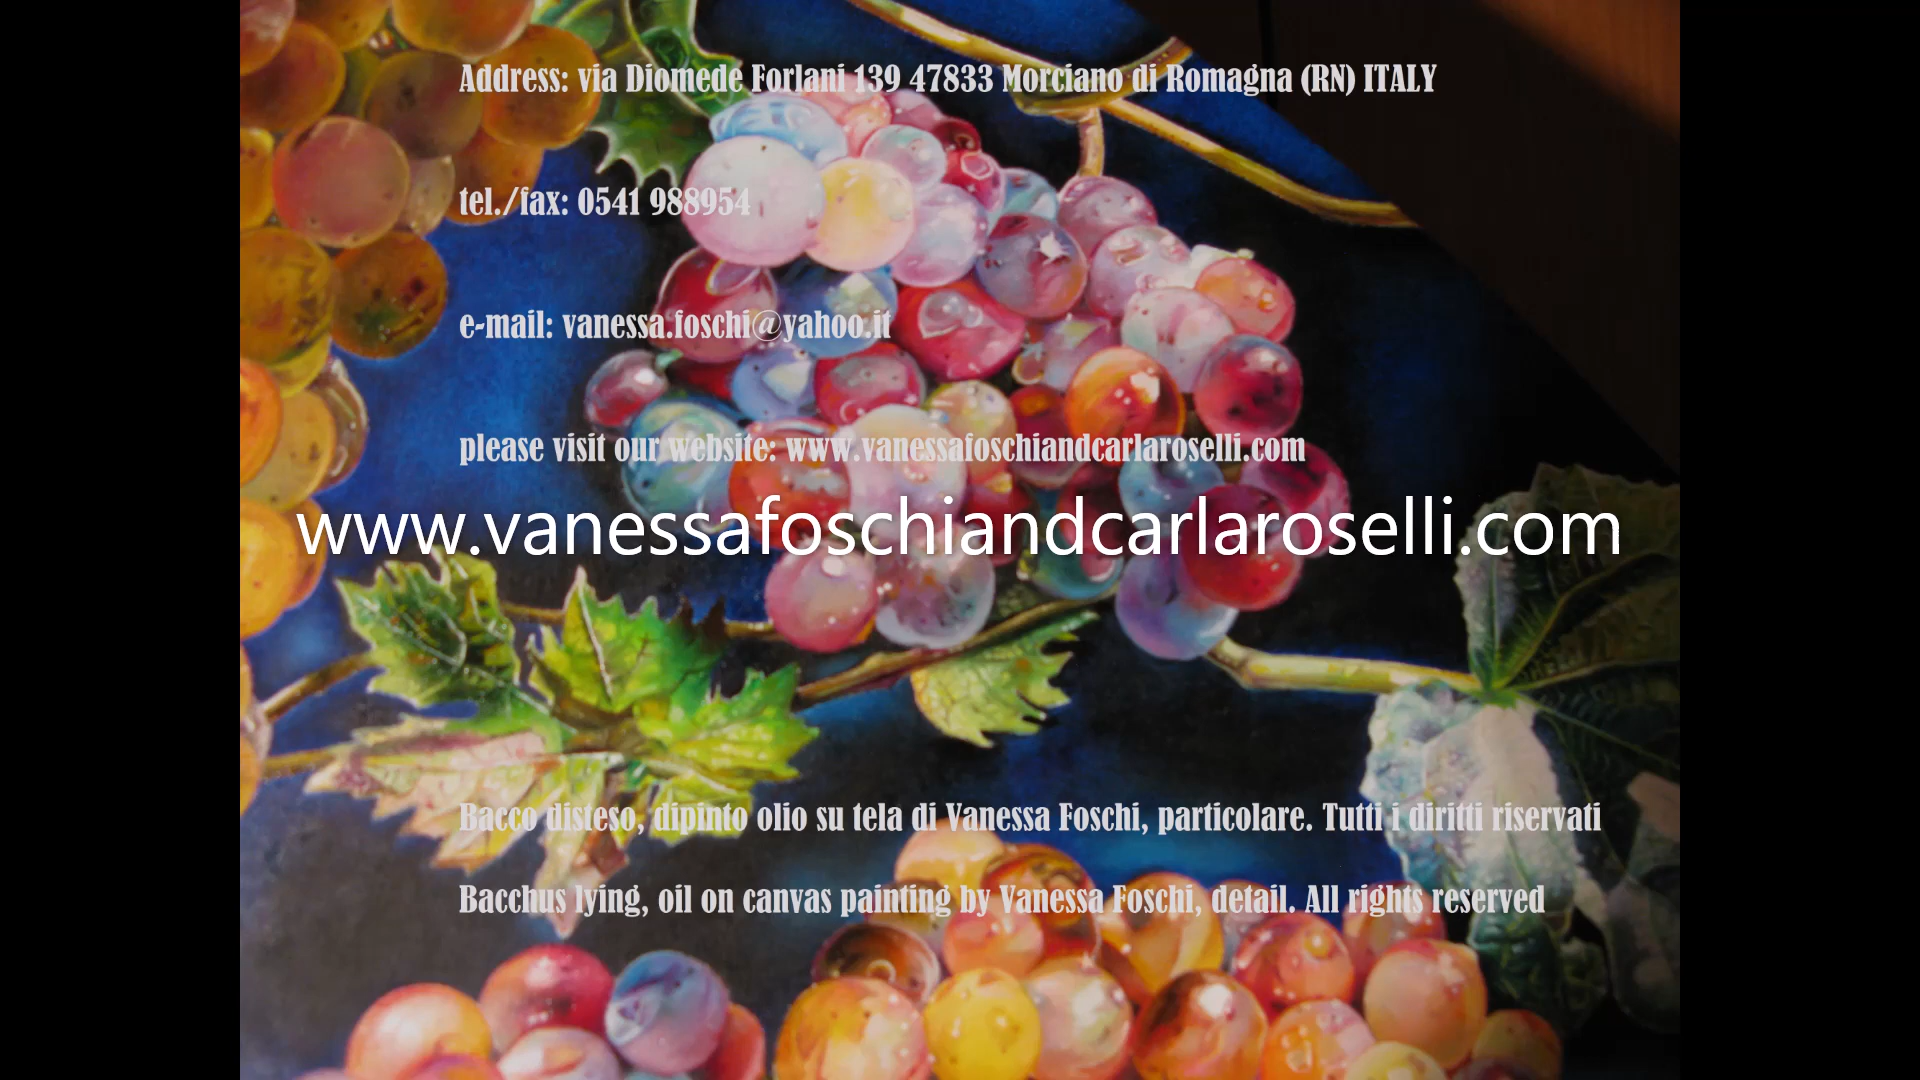 Address: via Diomede Forlani 139 47833 Morciano di Romagna (RN) ITALY
tel./fax: 0541 988954
e-mail: vanessa.foschi@yahoo.it
please visit our website: www.vanessafoschiandcarlaroselli.com
www.vanessafoschiandcarlaroselli.com
Bacco disteso, dipinto olio su tela di Vanessa Foschi, particolare. Tutti i diritti riservati
Bacchus lying, oil on canvas painting by Vanessa Foschi, detail. All rights reserved